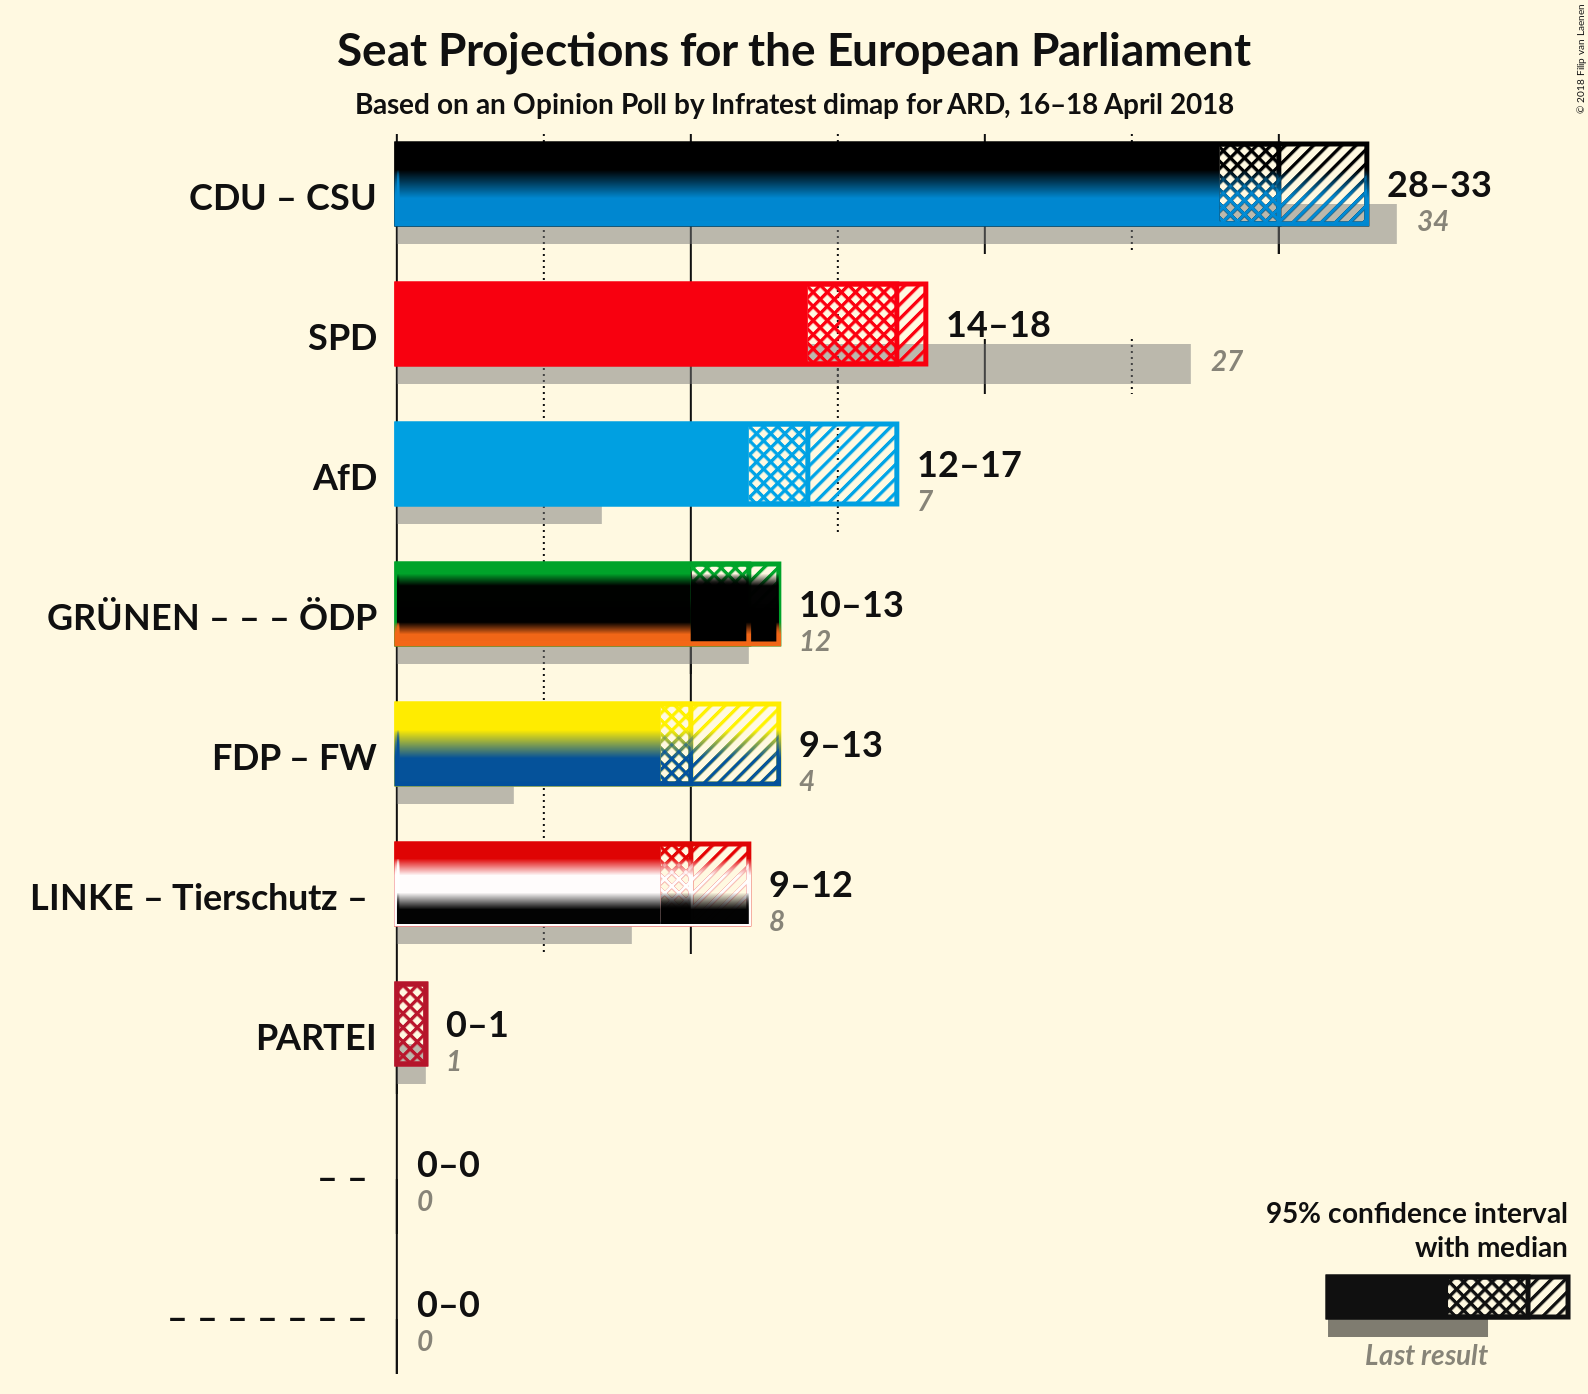 Seat Projections for the European Parliament
Based on an Opinion Poll by Infratest dimap for ARD, 16–18 April 2018
© 2018 Filip van Laenen
CDU – CSU
28–33
34
SPD
14–18
27
AfD
12–17
7
GRÜNEN – – – ÖDP
10–13
12
FDP – FW
9–13
4
LINKE – Tierschutz –
9–12
8
PARTEI
0–1
1
– –
0–0
0
– – – – – – –
0–0
0
95% confidence interval
with median
Last result